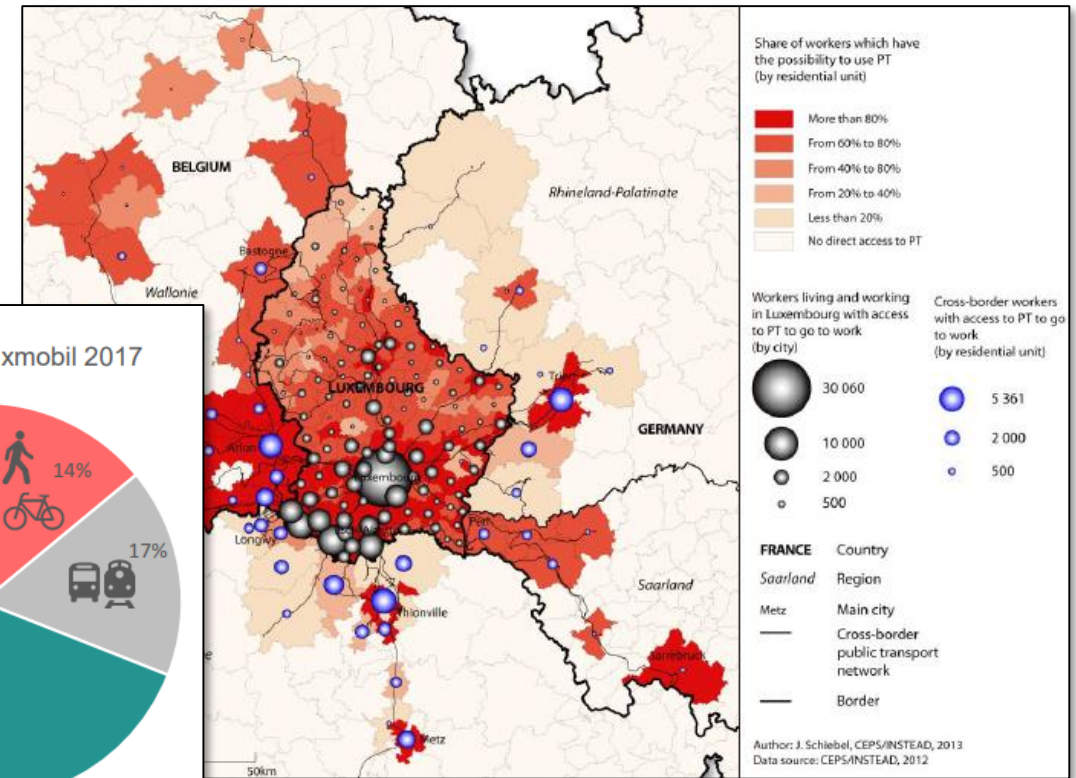 BELGIUM
Rhineland-Palatinate
Bastogne
Wallonie
LUXEMBOURG
Trier
GERMANY
Arlon
Luxembourg
Longwy
Perl
Saarland
Thionville
Sarrebruck
Metz
50km
xmobil 2017
14%
17%
Share of workers which have
the possibility to use PT
(by residential unit)
More than 80%
From 60% to 80%
From 40% to 80%
From 20% to 40%
Less than 20%
No direct access to PT
Workers living and working
in Luxembourg with access
to PT to go to work
(by city)
30 060
10 000
2 000
500
Cross-border workers
with access to PT to go
to work
(by residential unit)
5 361
2 000
500
FRANCE Country
Saarland Region
Metz Main city
Cross-border
public transport
network
Border
Author: J. Schiebel, CEPS/INSTEAD, 2013
Data source: CEPS/INSTEAD, 2012